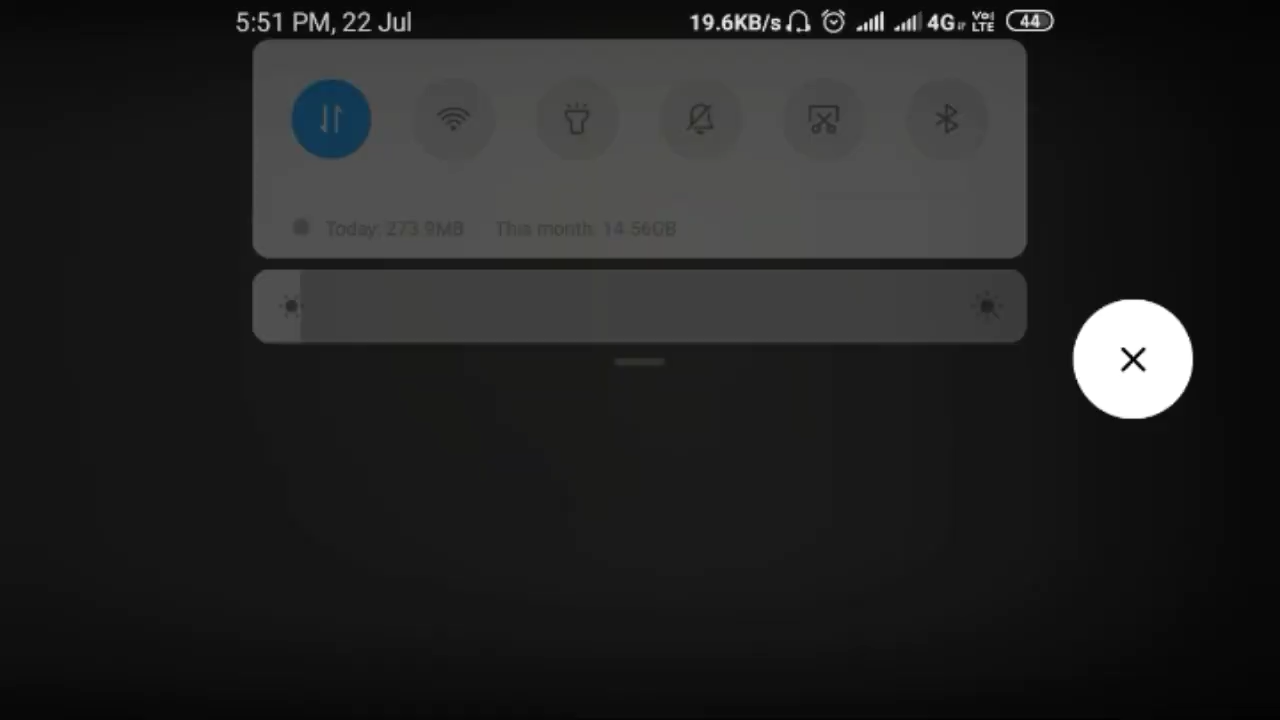 5:51 PM, 22 Jul 19.6KB/s 4G Vo) LTE 44
Today: 273.9MB This month: 14.56GB